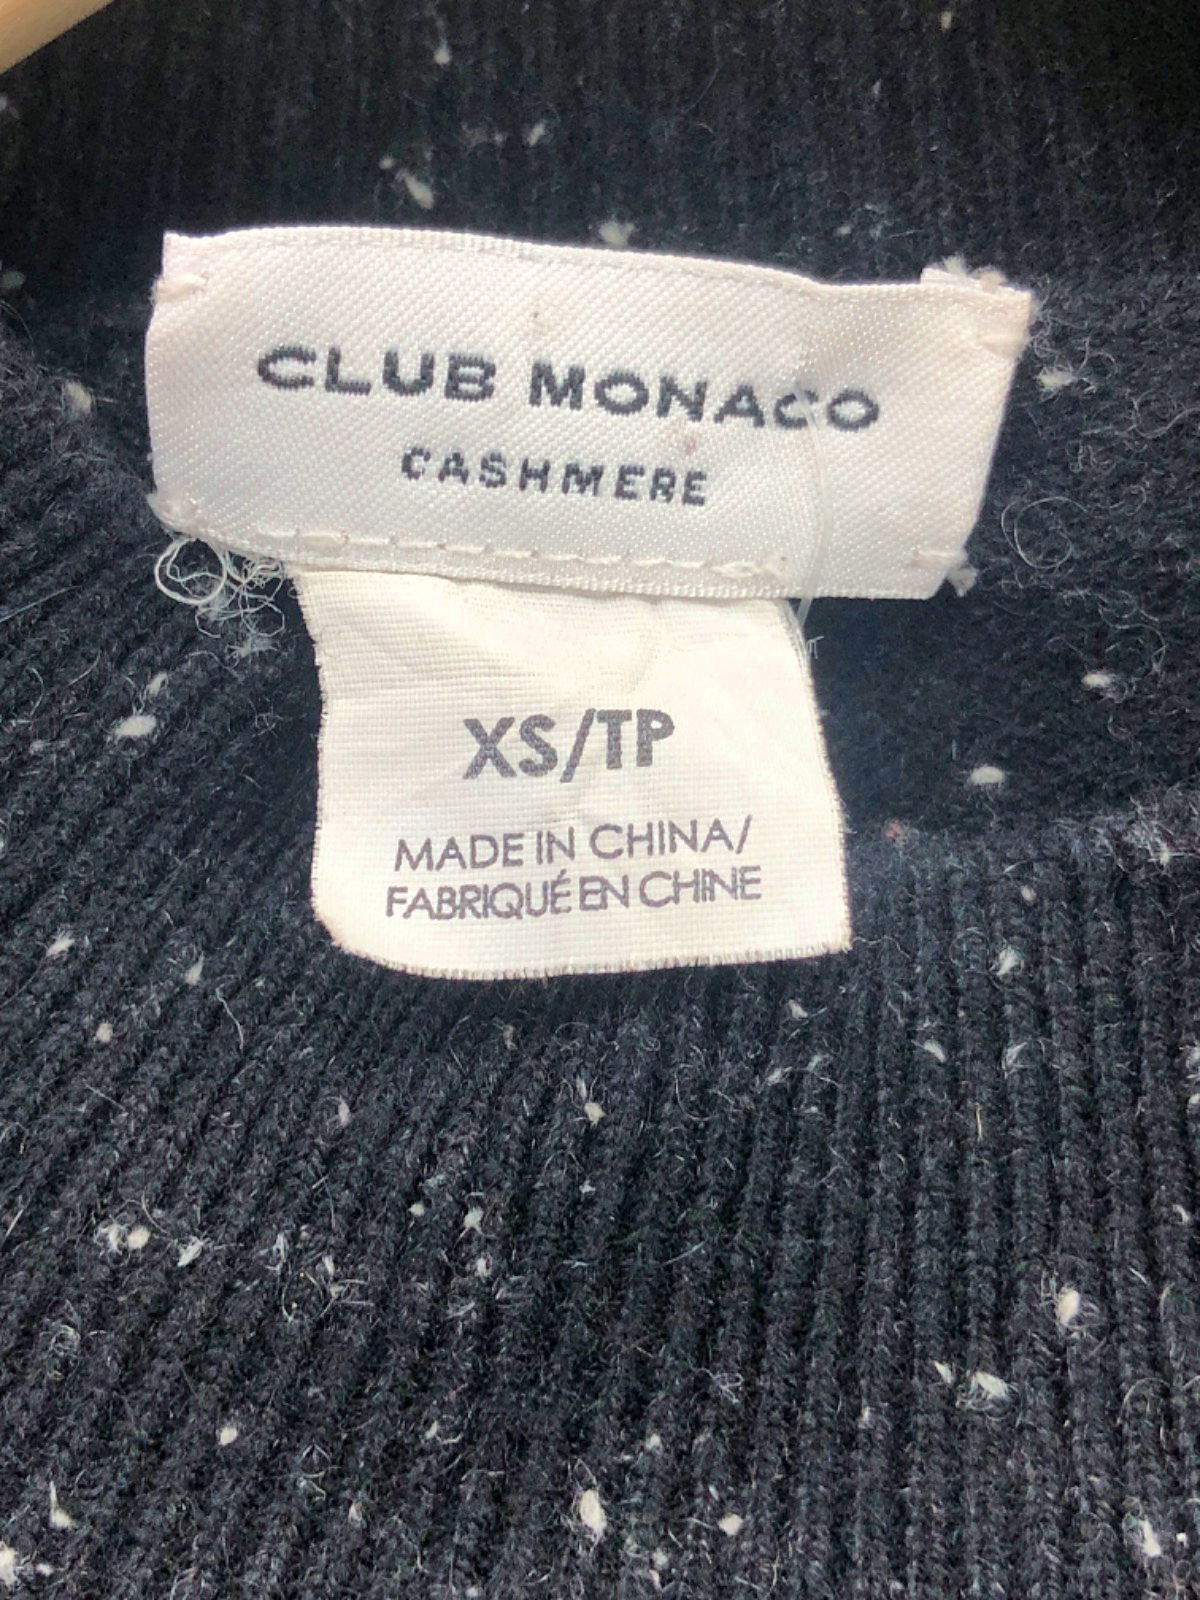 CLUB MONACO
CASHMERE
XS/TP
MADE IN CHINA/
FABRIQUÉ EN CHINE